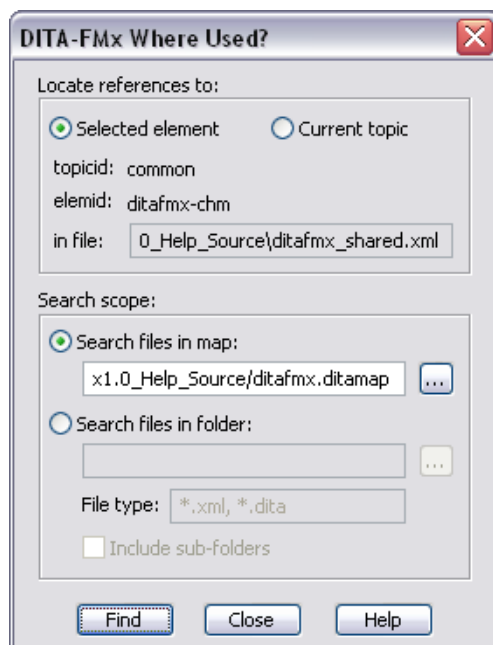 DITA-FMx Where Used?
Locate references to:
Selected element Current topic
topicid: common
elemid: ditafmx-chm
in file: 0_Help_Source\ditafmx_shared.xml
Search scope:
Search files in map:
x1.0_Help_Source/ditafmx.ditamap ...
Search files in folder:
...
File type: *.xml, *.dita
Include sub-folders
Find Close Help